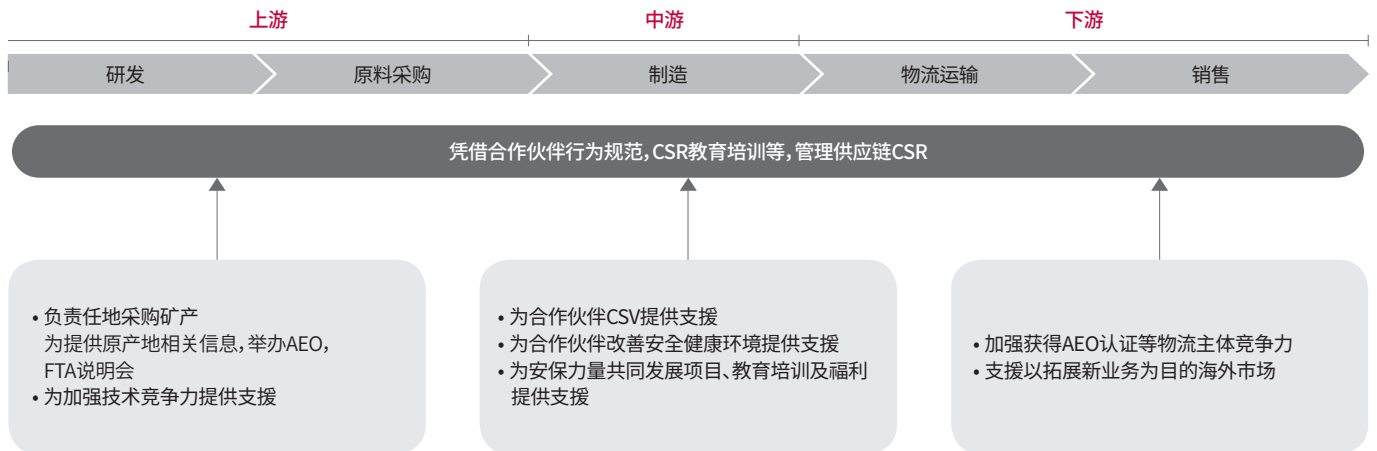 上游
中游
下游
研发
原料采购
制造
物流运输
销售
凭借合作伙伴行为规范,CSR教育培训等,管理供应链CSR
• 负责任地采购矿产
为提供原产地相关信息,举办AEO,
FTA说明会
• 为加强技术竞争力提供支援
• 为合作伙伴CSV提供支援
• 为合作伙伴改善安全健康环境提供支援
• 为安保力量共同发展项目、教育培训及福利
提供支援
• 加强获得AEO认证等物流主体竞争力
• 支援以拓展新业务为目的海外市场